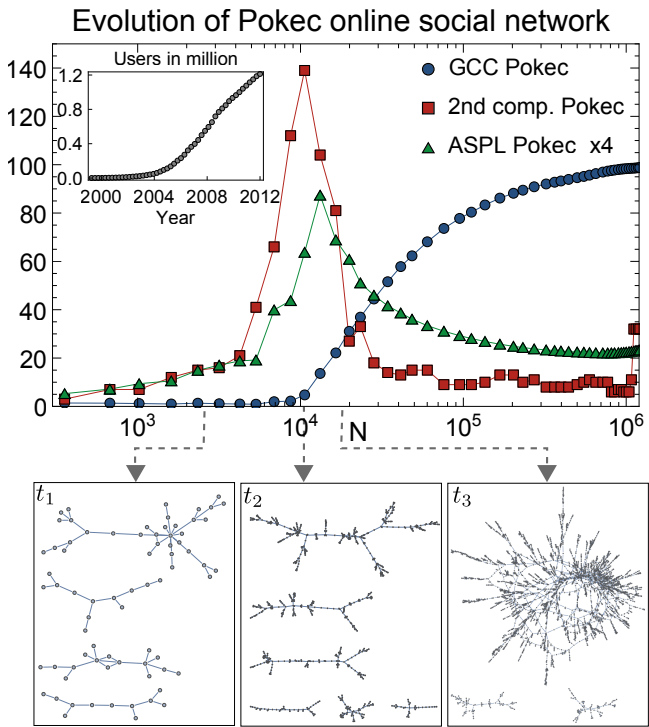 Evolution of Pokec online social network
140
120
100
80
60
40
20
0
Users in million
1.2
0.8
0.4
0.0
2000 2004 2008 2012
Year
GCC Pokec
2nd comp. Pokec
ASPL Pokec x4
10³ 10⁴ N 10⁵ 10⁶
t₁ t₂ t₃